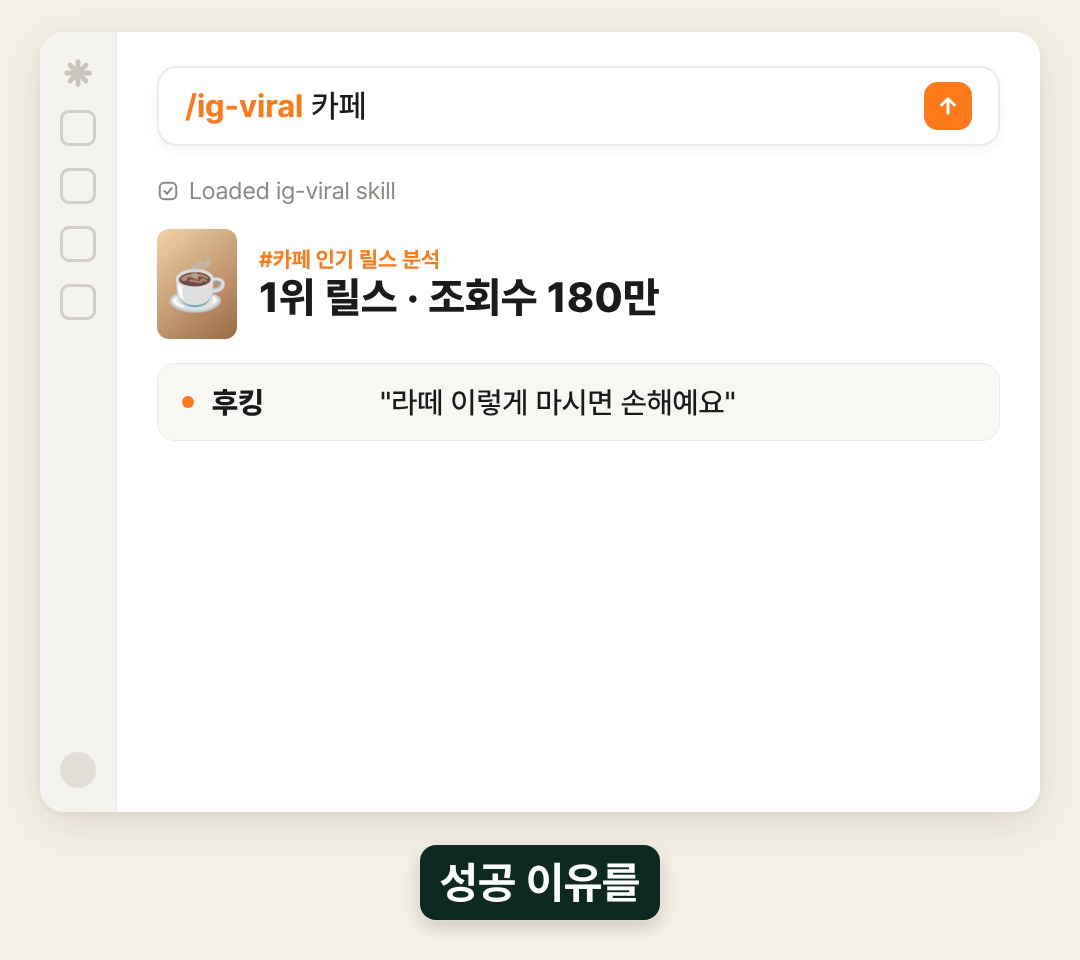 /ig-viral 카페
Loaded ig-viral skill
#카페 인기 릴스 분석
1위 릴스 · 조회수 180만
후킹 "라떼 이렇게 마시면 손해예요"
성공 이유를